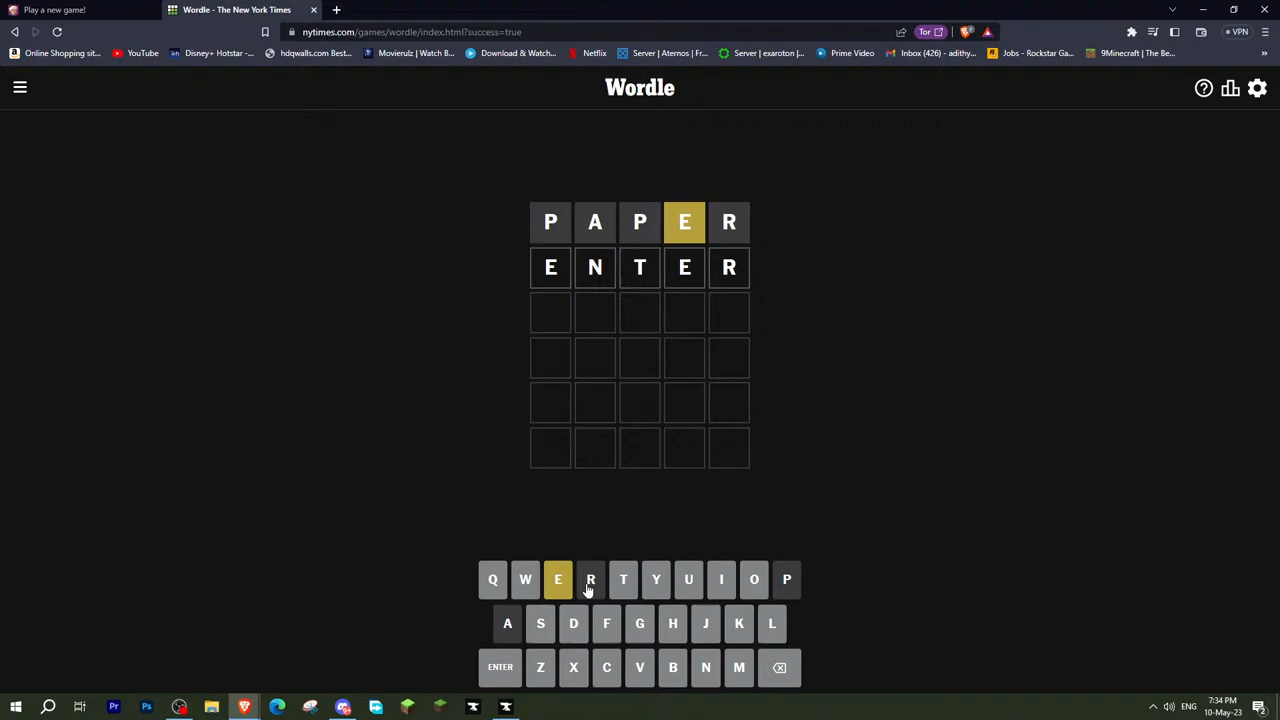 Play a new game!
Wordle - The New York Times
nytimes.com/games/wordle/index.html?success=true
Tor
VPN
Online Shopping sit...
YouTube
Disney+ Hotstar -...
hdqwalls.com Best...
Movierulz | Watch B...
Download & Watch...
Netflix
Server | Aternos | Fr...
Server | exaroton |...
Prime Video
Inbox (426) - adithy...
Jobs - Rockstar Ga...
9Minecraft | The Be...
Wordle
P A P E R
E N T E R
Q W E R T Y U I O P
A S D F G H J K L
ENTER Z X C V B N M
Pr
Ps
ENG
7:34 PM
10-May-23